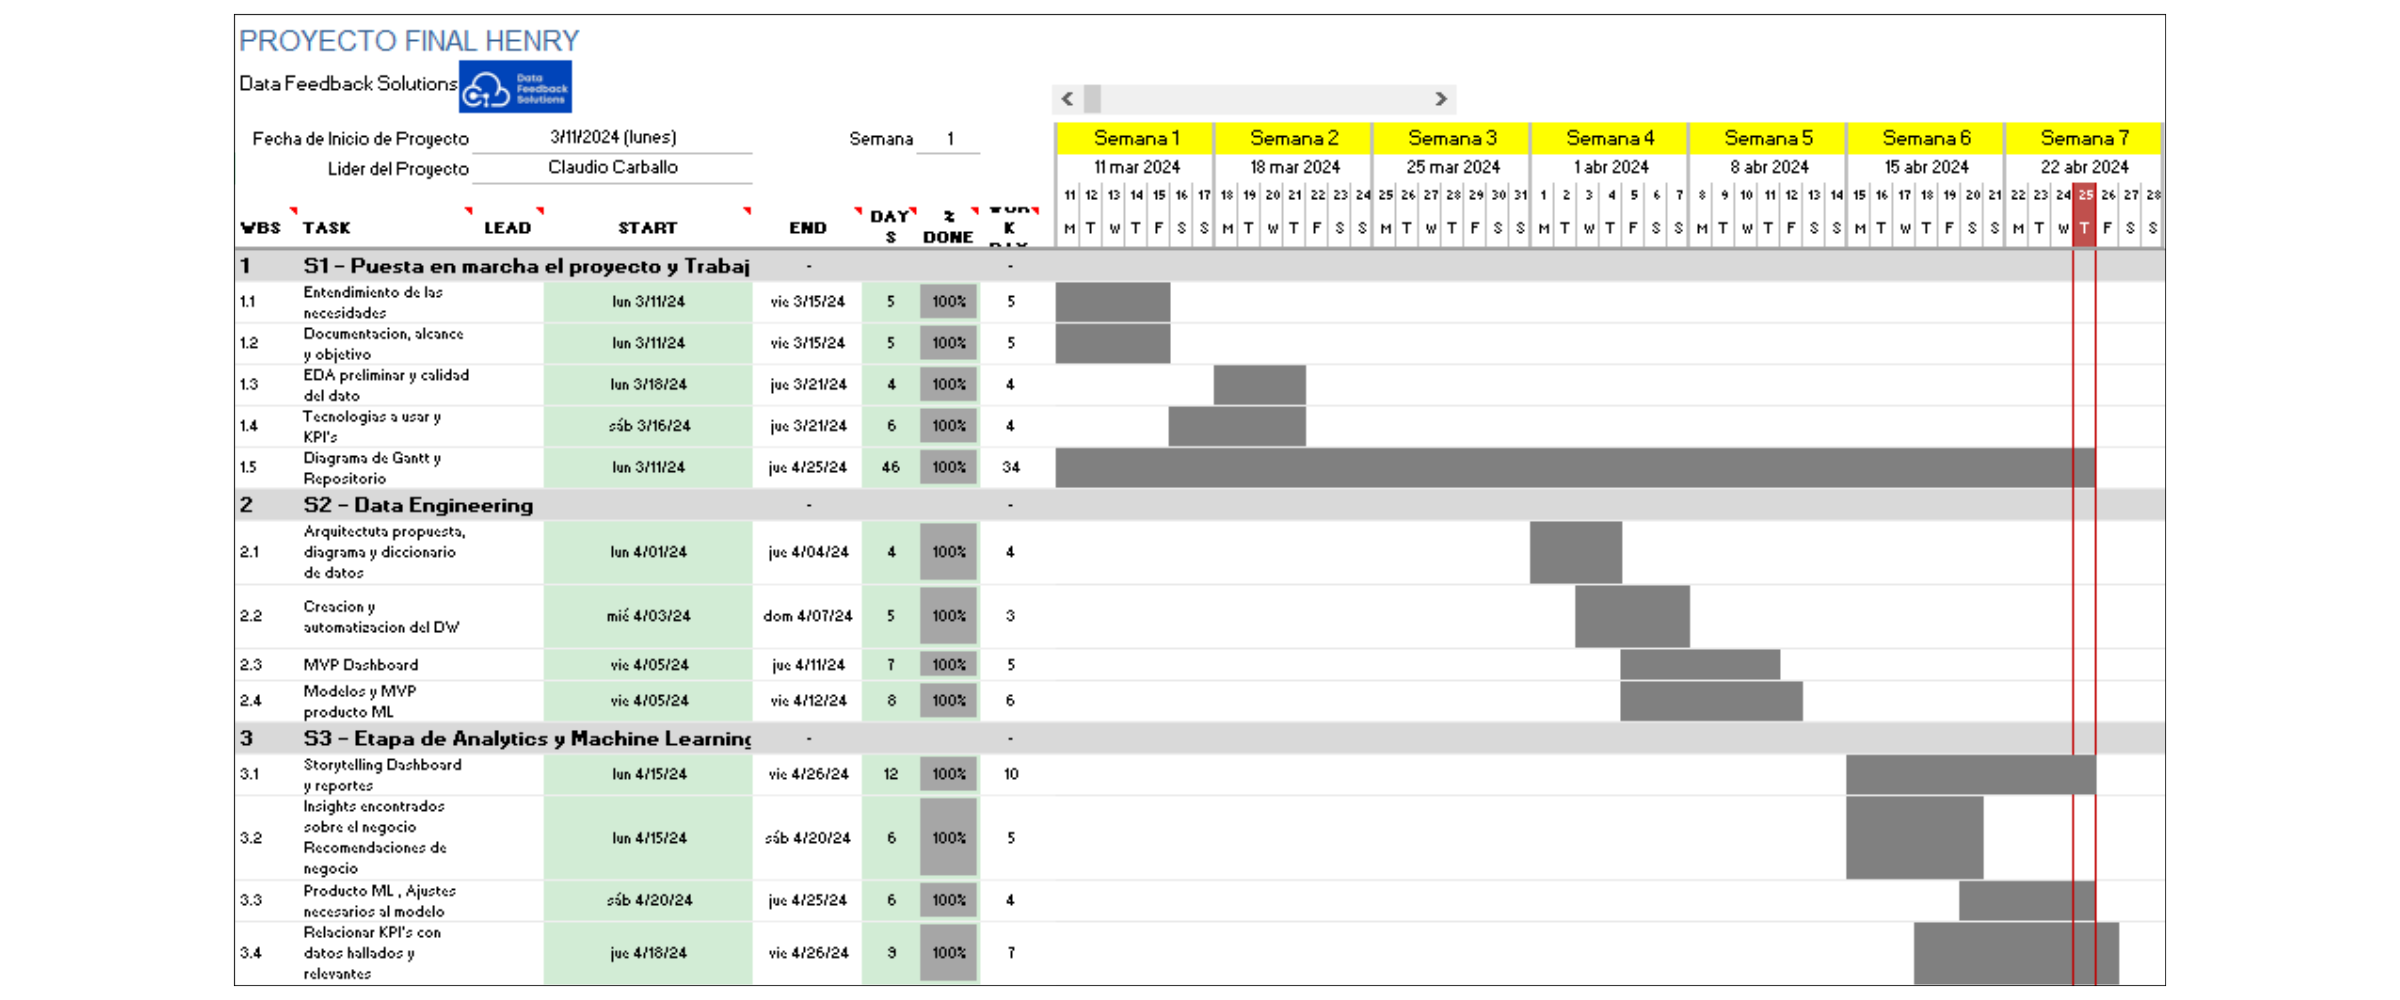 PROYECTO FINAL HENRY
Data Feedback Solutions
Data
Feedback
Solutions
Fecha de Inicio de Proyecto 3/11/2024 (lunes) Semana 1
Lider del Proyecto Claudio Carballo
Semana 1 Semana 2 Semana 3 Semana 4 Semana 5 Semana 6 Semana 7
11 mar 2024 18 mar 2024 25 mar 2024 1 abr 2024 8 abr 2024 15 abr 2024 22 abr 2024
11 12 13 14 15 16 17 18 19 20 21 22 23 24 25 26 27 28 29 30 31 1 2 3 4 5 6 7 8 9 10 11 12 13 14 15 16 17 18 19 20 21 22 23 24 25 26 27 28
WBS TASK LEAD START END DAYS % DONE
M T W T F S S M T W T F S S M T W T F S S M T W T F S S M T W T F S S M T W T F S S M T W T F S S
1 S1 - Puesta en marcha el proyecto y Trabaj - -
1.1 Entendimiento de las
necesidades lun 3/11/24 vie 3/15/24 5 100% 5
1.2 Documentacion, alcance
y objetivo lun 3/11/24 vie 3/15/24 5 100% 5
1.3 EDA preliminar y calidad
del dato lun 3/18/24 jue 3/21/24 4 100% 4
1.4 Tecnologias a usar y
KPI's sáb 3/16/24 jue 3/21/24 6 100% 4
1.5 Diagrama de Gantt y
Repositorio lun 3/11/24 jue 4/25/24 46 100% 34
2 S2 - Data Engineering - -
2.1 Arquitectuta propuesta,
diagrama y diccionario
de datos lun 4/01/24 jue 4/04/24 4 100% 4
2.2 Creacion y
automatizacion del DW mié 4/03/24 dom 4/07/24 5 100% 3
2.3 MVP Dashboard vie 4/05/24 jue 4/11/24 7 100% 5
2.4 Modelos y MVP
producto ML vie 4/05/24 vie 4/12/24 8 100% 6
3 S3 - Etapa de Analytics y Machine Learning - -
3.1 Storytelling Dashboard
y reportes lun 4/15/24 vie 4/26/24 12 100% 10
3.2 Insights encontrados
sobre el negocio
Recomendaciones de
negocio lun 4/15/24 sáb 4/20/24 6 100% 5
3.3 Producto ML , Ajustes
necesarios al modelo sáb 4/20/24 jue 4/25/24 6 100% 4
3.4 Relacionar KPI's con
datos hallados y
relevantes jue 4/18/24 vie 4/26/24 9 100% 7